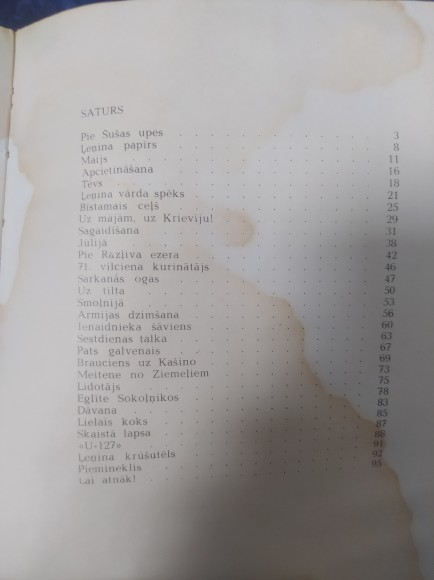 SATURS
Pie Šušas upes 3
Ļeņina papīrs 8
Maijs 11
Apcietināšana 16
Tēvs 18
Ļeņina vārda spēks 21
Bīstamais ceļš 25
Uz mājām, uz Krieviju! 29
Sagaidīšana 31
Jūlijā 38
Pie Razļiva ezera 42
71. vilciena kurinātājs 46
Sarkanās ogas 47
Uz tilta 50
Smoļnijā 53
Armijas dzimšana 56
Ienaidnieka šāviens 60
Sestdienas talka 63
Pats galvenais 67
Brauciens uz Kašino 69
Meitene no Ziemeļiem 73
Lidotājs 75
Eglīte Sokoļņikos 78
Dāvana 83
Lielais koks 85
Skaistā lapsa 87
«U-127» 88
Ļeņina krūšutēls 91
Piemineklis 92
Lai atnāk! 95